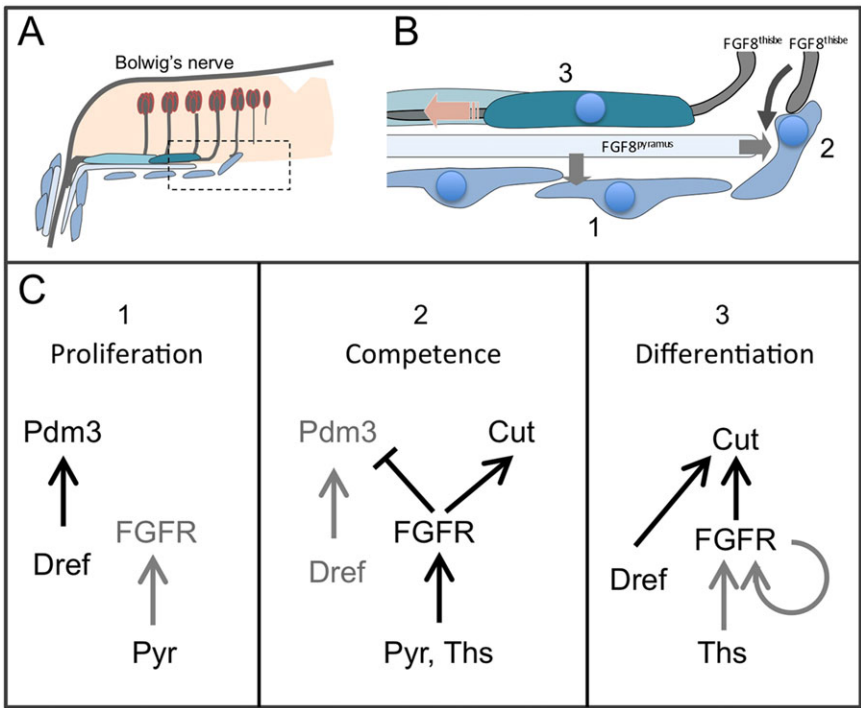 A
Bolwig's nerve
B
FGF8thisbe FGF8thisbe
3
FGF8pyramus
2
1
C
1
Proliferation
Pdm3
FGFR
Dref
Pyr
2
Competence
Pdm3
Cut
FGFR
Dref
Pyr, Ths
3
Differentiation
Cut
FGFR
Dref
Ths